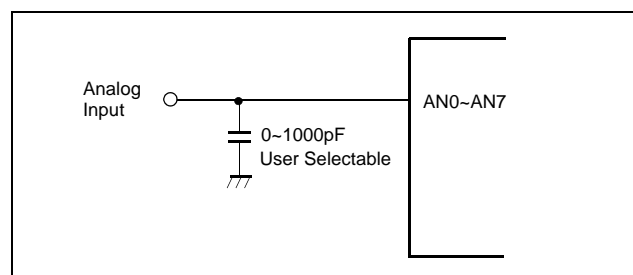 Analog
Input
AN0~AN7
0~1000pF
User Selectable